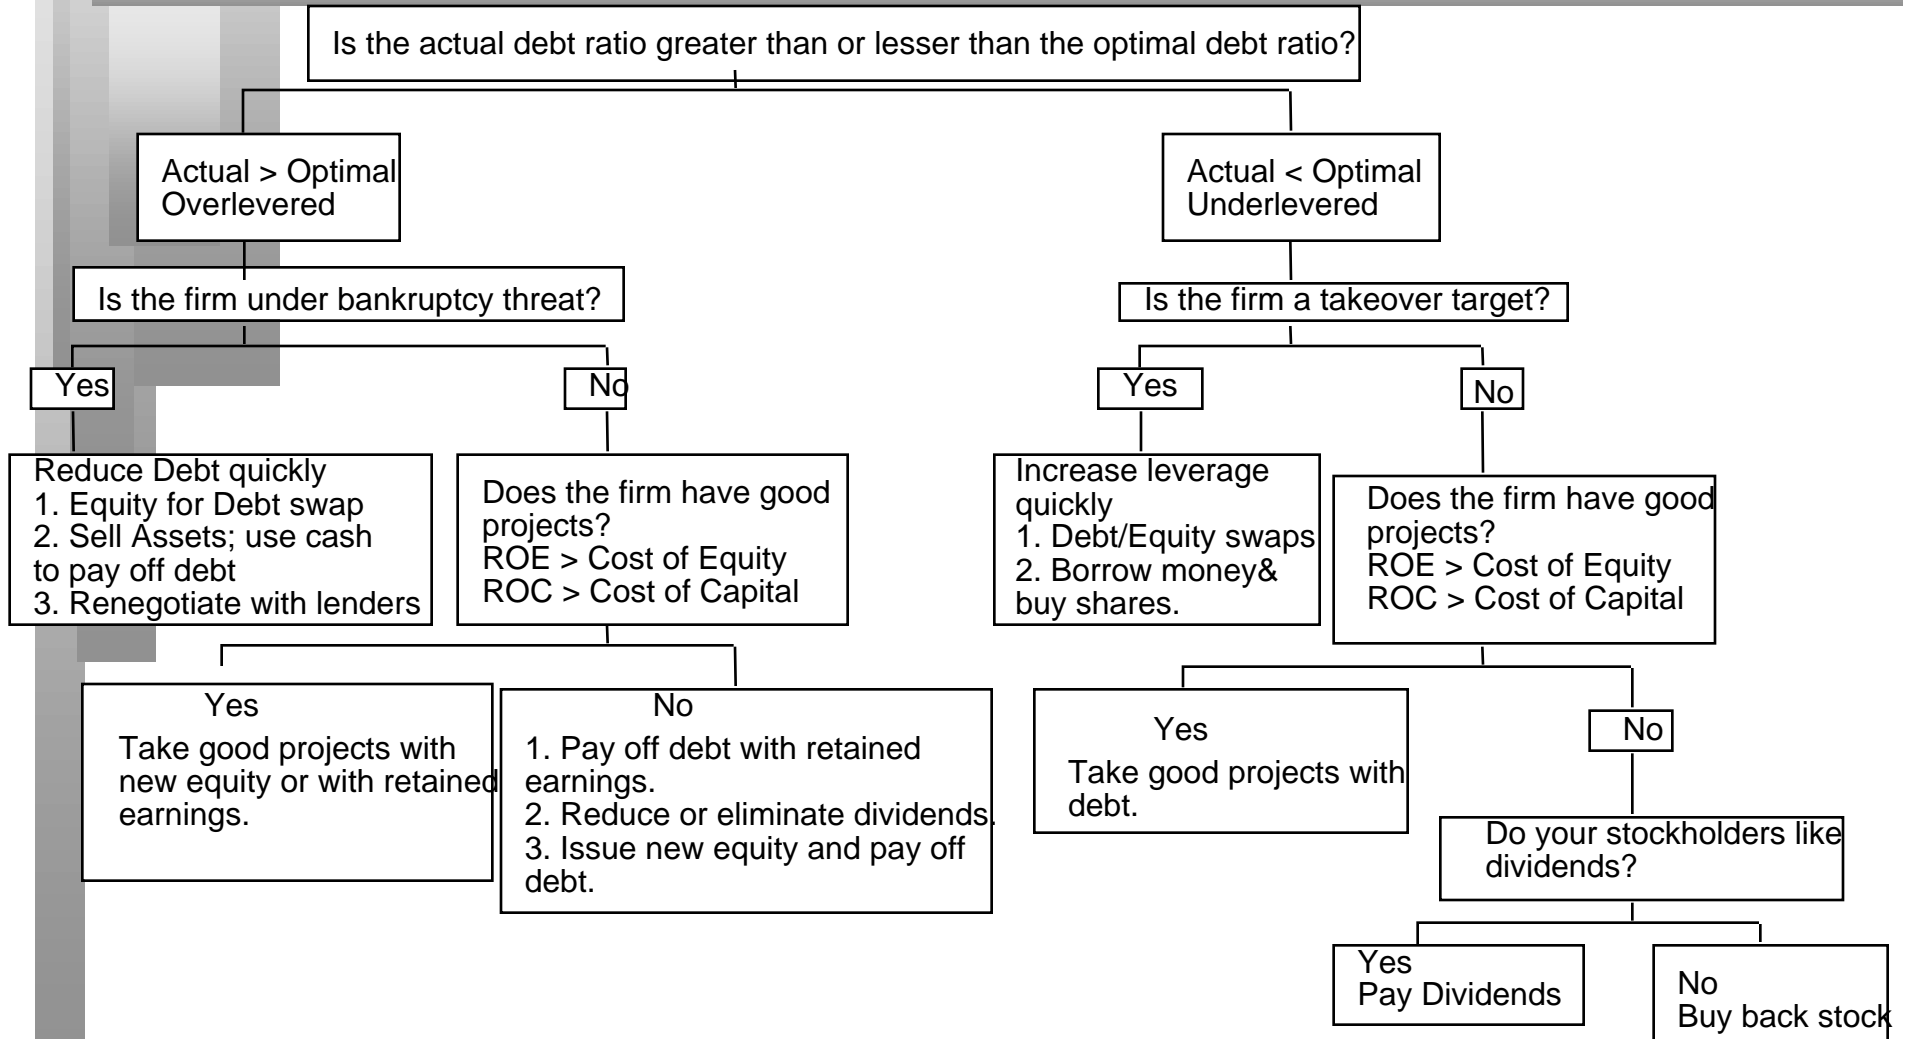 Is the actual debt ratio greater than or lesser than the optimal debt ratio?
Actual > Optimal
Overlevered
Actual < Optimal
Underlevered
Is the firm under bankruptcy threat?
Is the firm a takeover target?
Yes
No
Yes
No
Reduce Debt quickly
1. Equity for Debt swap
2. Sell Assets; use cash
to pay off debt
3. Renegotiate with lenders
Does the firm have good
projects?
ROE > Cost of Equity
ROC > Cost of Capital
Increase leverage
quickly
1. Debt/Equity swaps
2. Borrow money&
buy shares.
Does the firm have good
projects?
ROE > Cost of Equity
ROC > Cost of Capital
Yes
Take good projects with
new equity or with retained
earnings.
No
1. Pay off debt with retained
earnings.
2. Reduce or eliminate dividends.
3. Issue new equity and pay off
debt.
Yes
Take good projects with
debt.
No
Do your stockholders like
dividends?
Yes
Pay Dividends
No
Buy back stock